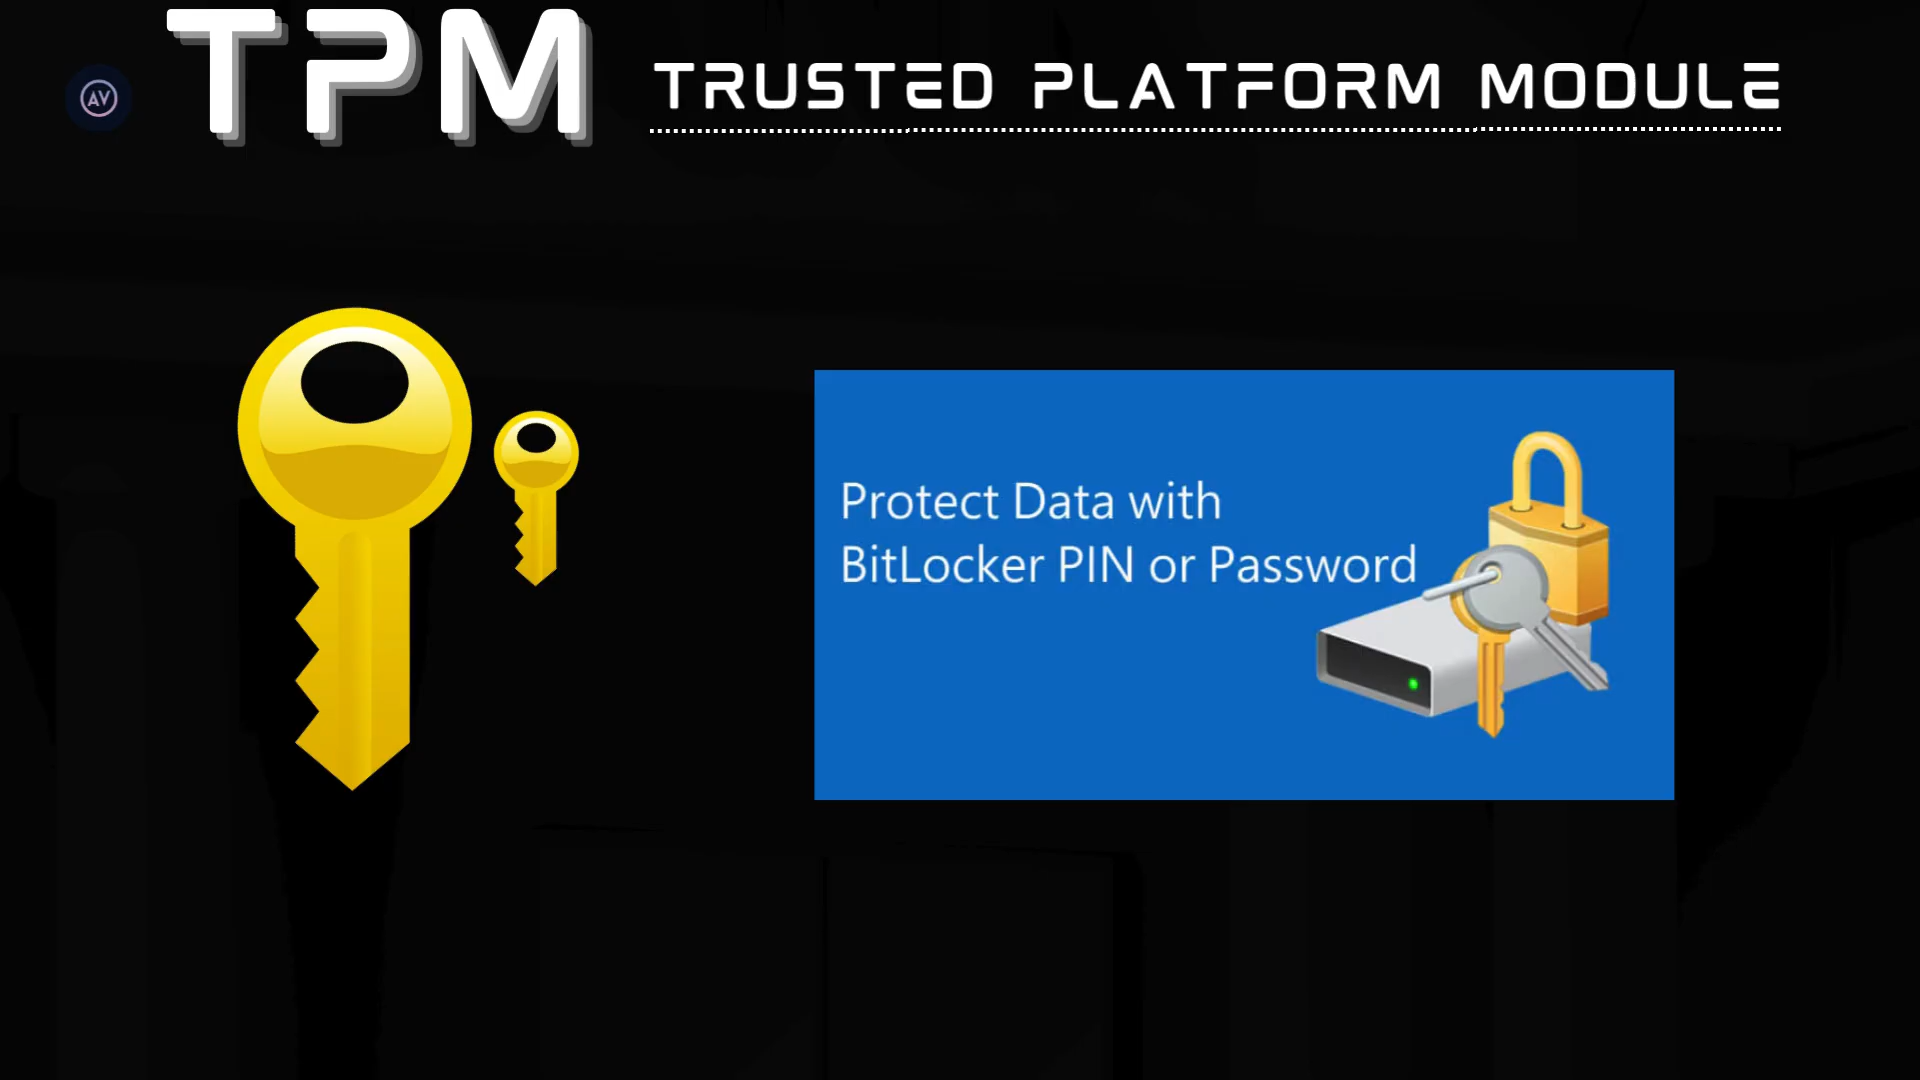 TPM
TRUSTED PLATFORM MODULE
AV
Protect Data with
BitLocker PIN or Password